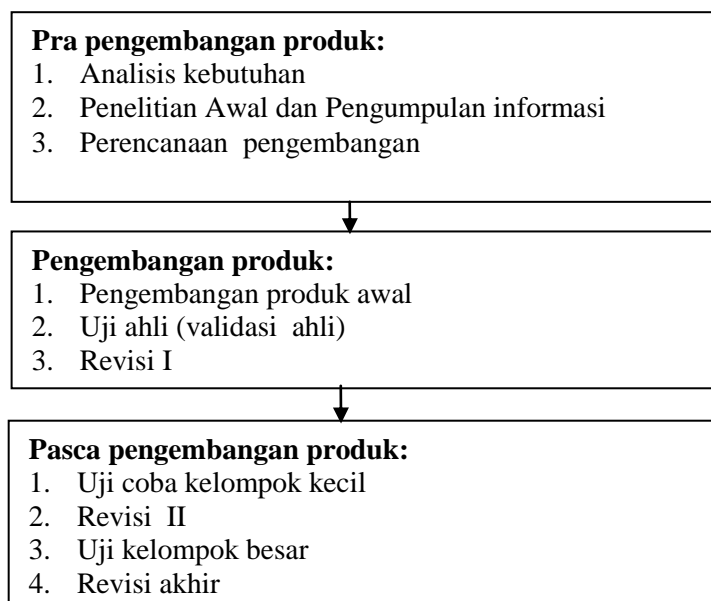 Pra pengembangan produk:
1. Analisis kebutuhan
2. Penelitian Awal dan Pengumpulan informasi
3. Perencanaan pengembangan
Pengembangan produk:
1. Pengembangan produk awal
2. Uji ahli (validasi ahli)
3. Revisi I
Pasca pengembangan produk:
1. Uji coba kelompok kecil
2. Revisi II
3. Uji kelompok besar
4. Revisi akhir